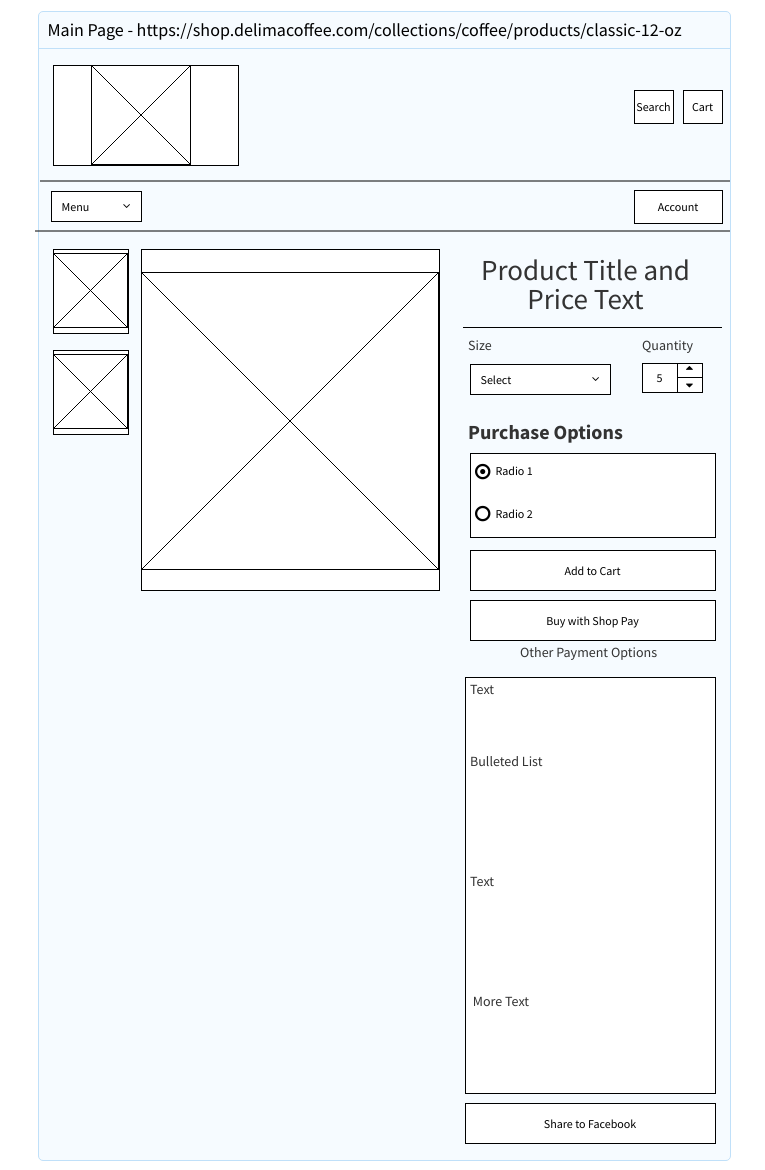 Main Page - https://shop.delimacoffee.com/collections/coffee/products/classic-12-oz
Search
Cart
Menu
Account
Product Title and
Price Text
Size
Quantity
Select
5
Purchase Options
Radio 1
Radio 2
Add to Cart
Buy with Shop Pay
Other Payment Options
Text
Bulleted List
Text
More Text
Share to Facebook